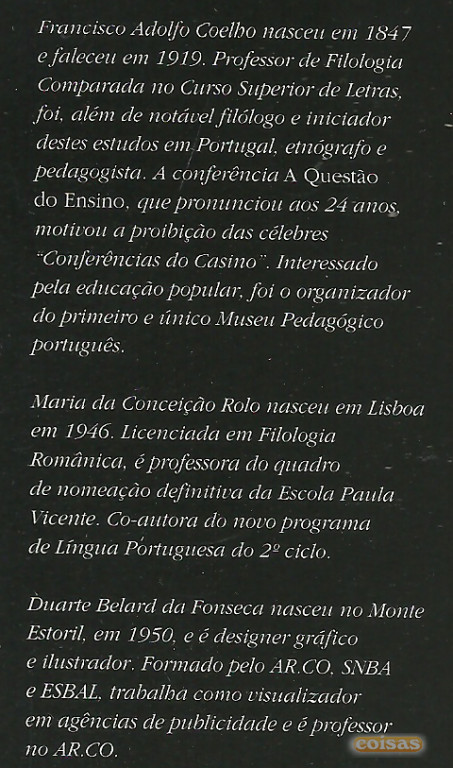 Francisco Adolfo Coelho nasceu em 1847
e faleceu em 1919. Professor de Filologia
Comparada no Curso Superior de Letras,
foi, além de notável filólogo e iniciador
destes estudos em Portugal, etnógrafo e
pedagogista. A conferência A Questão
do Ensino, que pronunciou aos 24 anos,
motivou a proibição das célebres
"Conferências do Casino". Interessado
pela educação popular, foi o organizador
do primeiro e único Museu Pedagógico
português.
Maria da Conceição Rolo nasceu em Lisboa
em 1946. Licenciada em Filologia
Românica, é professora do quadro
de nomeação definitiva da Escola Paula
Vicente. Co-autora do novo programa
de Língua Portuguesa do 2º ciclo.
Duarte Belard da Fonseca nasceu no Monte
Estoril, em 1950, e é designer gráfico
e ilustrador. Formado pelo AR.CO, SNBA
e ESBAL, trabalha como visualizador
em agências de publicidade e é professor
no AR.CO.
coisas